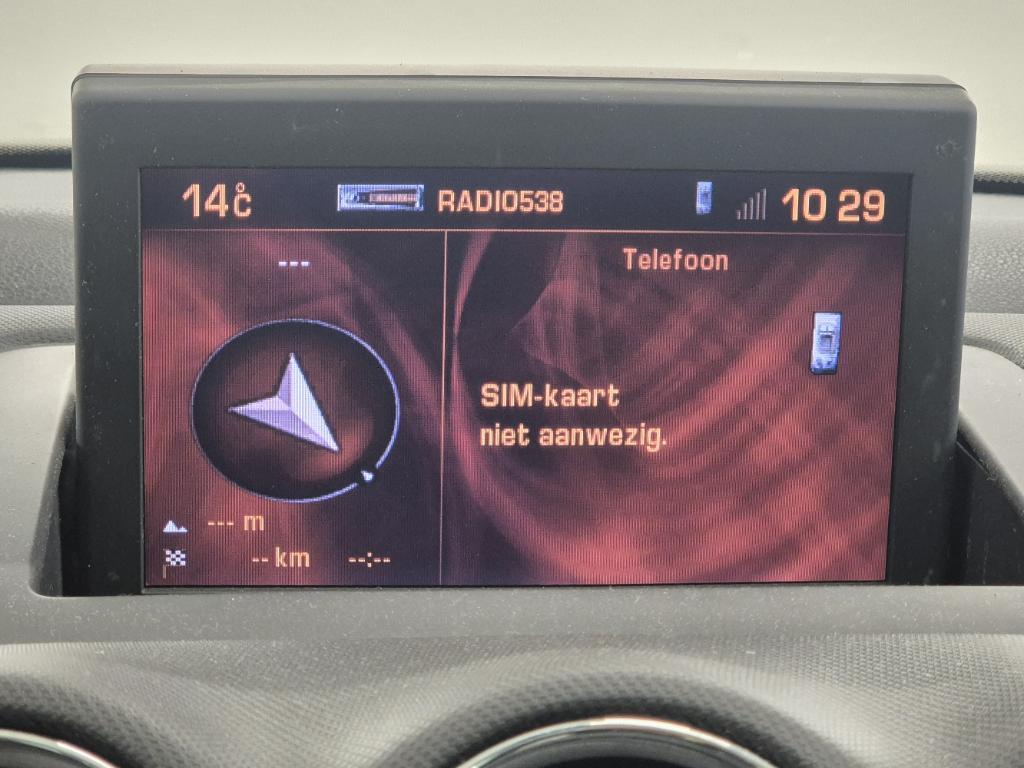 14°C RADIO538 10 29
---
Telefoon
SIM-kaart
niet aanwezig.
--- m
-- km --:--